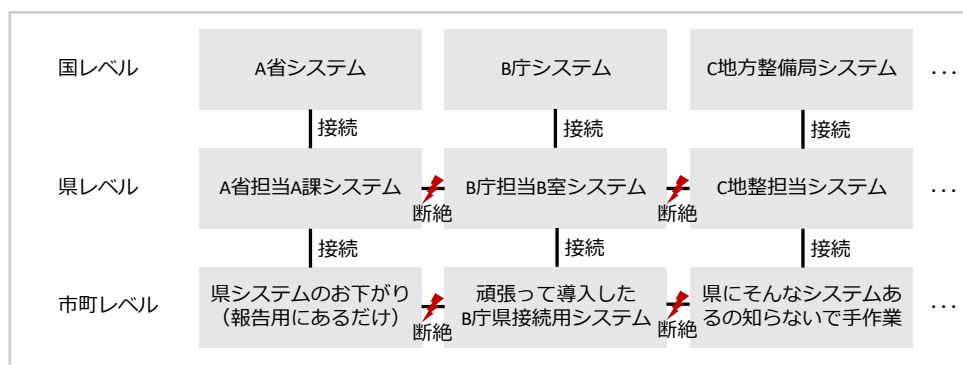 国レベル
A省システム
B庁システム
C地方整備局システム
...
接続
接続
接続
県レベル
A省担当A課システム
断絶
B庁担当B室システム
断絶
C地整担当システム
...
接続
接続
接続
市町レベル
県システムのお下がり
（報告用にあるだけ）
断絶
頑張って導入した
B庁県接続用システム
断絶
県にそんなシステムあ
るの知らないで手作業
...